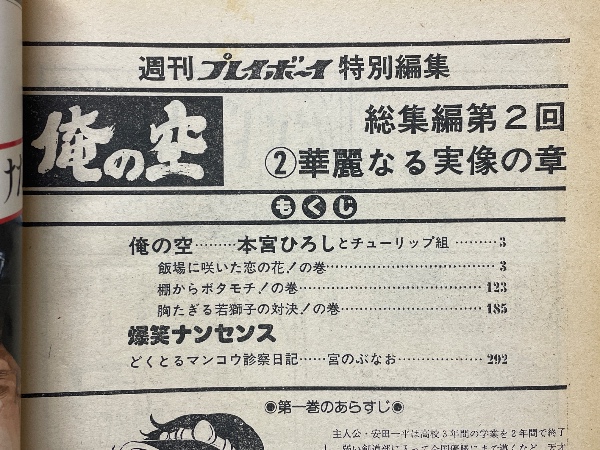 週刊プレイボーイ特別編集
俺の空
総集編第2回
②華麗なる実像の章
もくじ
俺の空………本宮ひろしとチューリップ組………3
飯場に咲いた恋の花!の巻…………………………………3
棚からボタモチ!の巻…………………………………123
胸たぎる若獅子の対決!の巻…………………………185
爆笑ナンセンス
どくとるマンコウ診察日記……宮のぶなお………………292
◉第一巻のあらすじ◉
主人公・安田一平は高校3年間の学業を2年間で終了